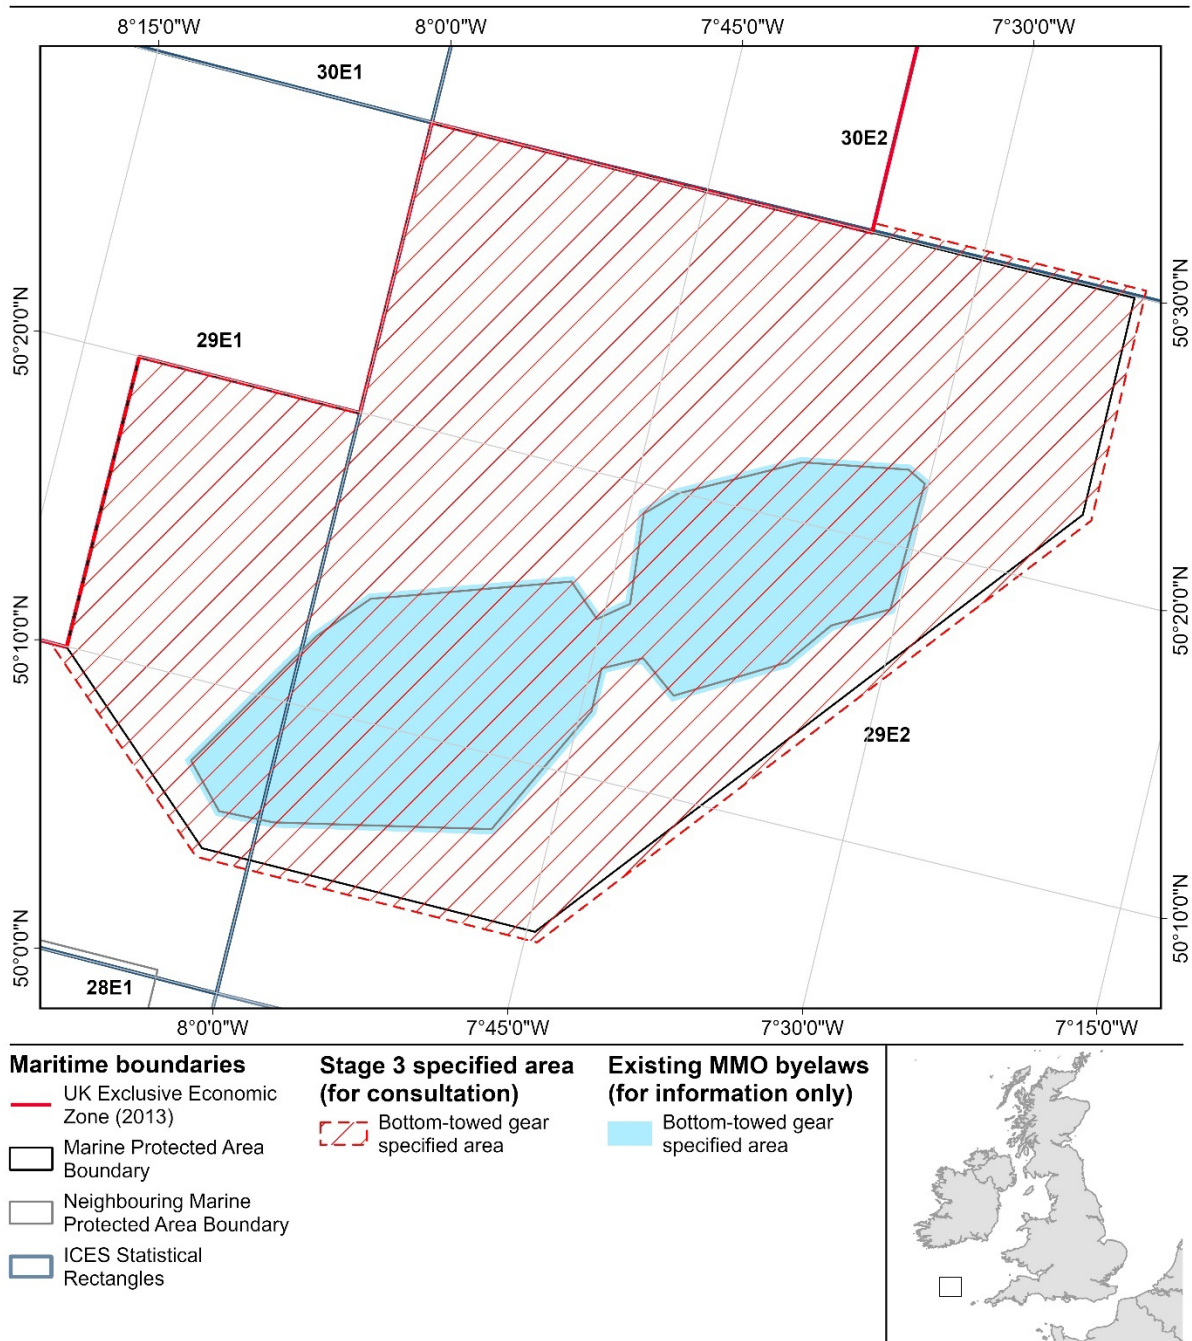 8°15'0"W
8°0'0"W
7°45'0"W
7°30'0"W
30E1
30E2
50°30'0"N
50°20'0"N
29E1
50°20'0"N
50°10'0"N
29E2
50°10'0"N
50°0'0"N
28E1
8°0'0"W
7°45'0"W
7°30'0"W
7°15'0"W
Maritime boundaries
UK Exclusive Economic
Zone (2013)
Marine Protected Area
Boundary
Neighbouring Marine
Protected Area Boundary
ICES Statistical
Rectangles
Stage 3 specified area
(for consultation)
Bottom-towed gear
specified area
Existing MMO byelaws
(for information only)
Bottom-towed gear
specified area